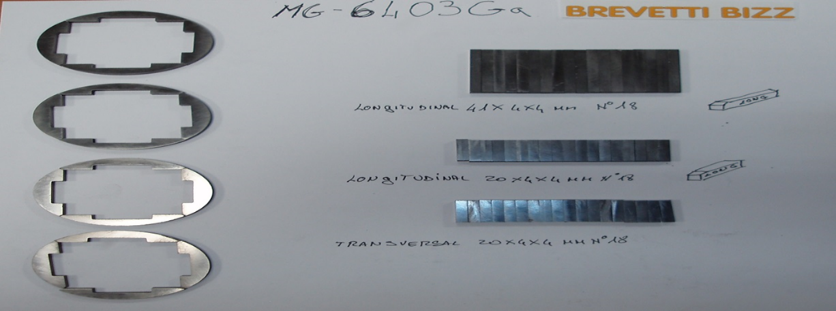 MG-6403Ga BREVETTI BIZZ
LONGITUDINAL 41X4X4 MM N°18
LONGITUDINAL 20X4X4 MM N°18
TRANSVERSAL 20X4X4 MM N°18